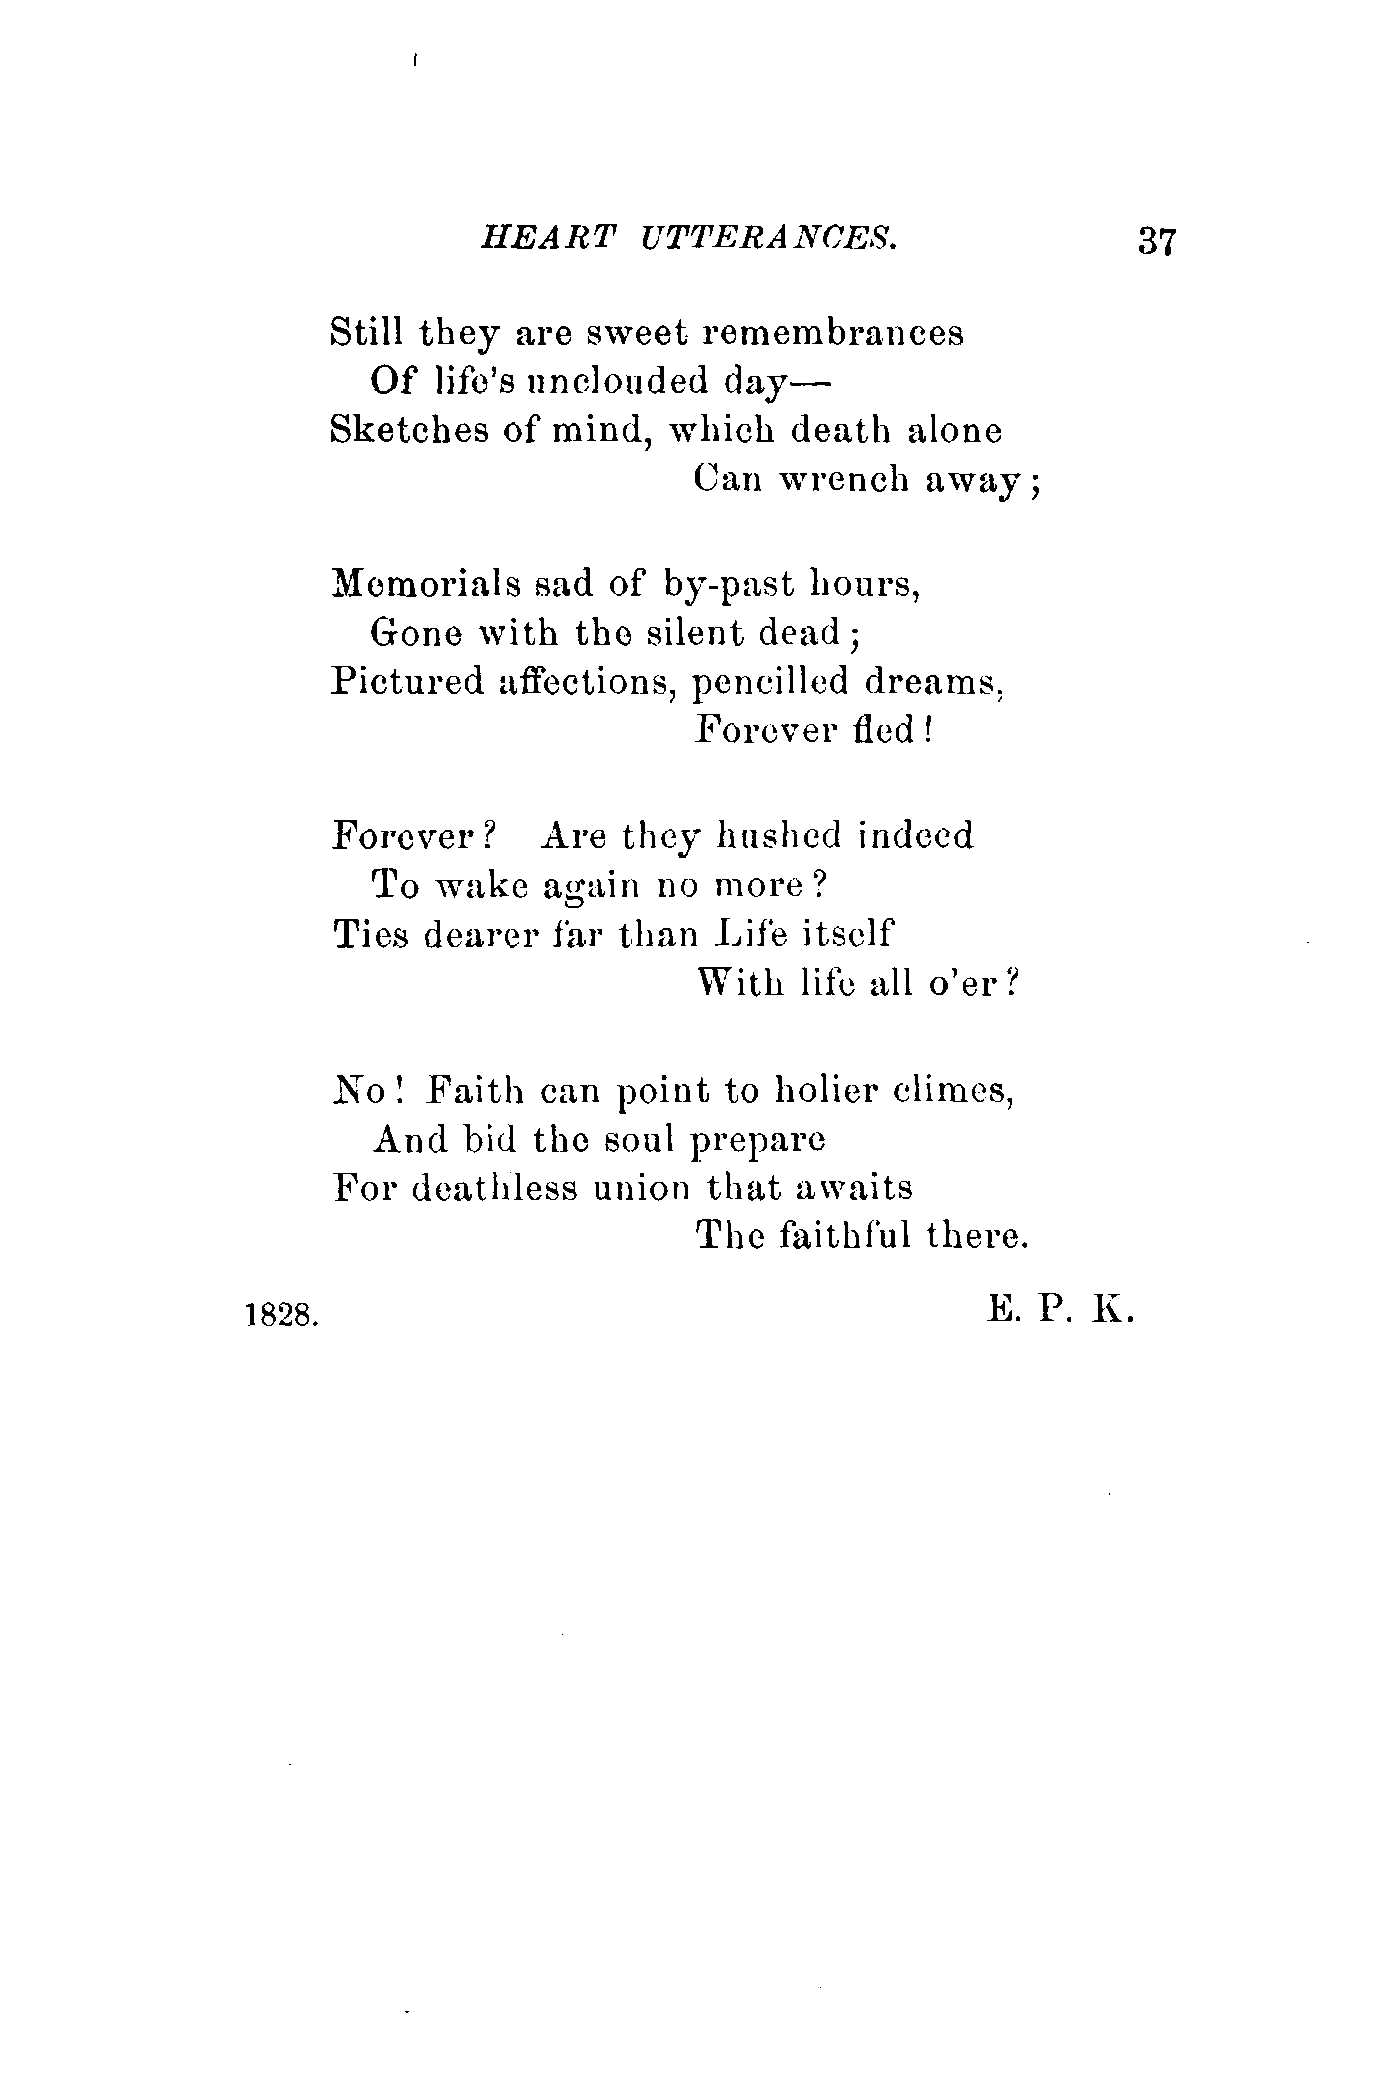 HEART UTTERANCES. 37
Still they are sweet remembrances
Of life's unclouded day—
Sketches of mind, which death alone
Can wrench away;
Memorials sad of by-past hours,
Gone with the silent dead;
Pictured affections, pencilled dreams,
Forever fled!
Forever? Are they hushed indeed
To wake again no more?
Ties dearer far than Life itself
With life all o'er?
No! Faith can point to holier climes,
And bid the soul prepare
For deathless union that awaits
The faithful there.
1828. E. P. K.